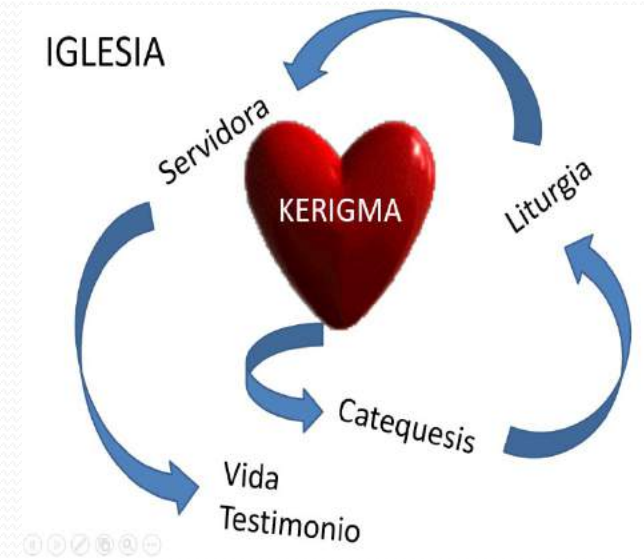 IGLESIA
Servidora
KERIGMA
Liturgia
Catequesis
Vida
Testimonio